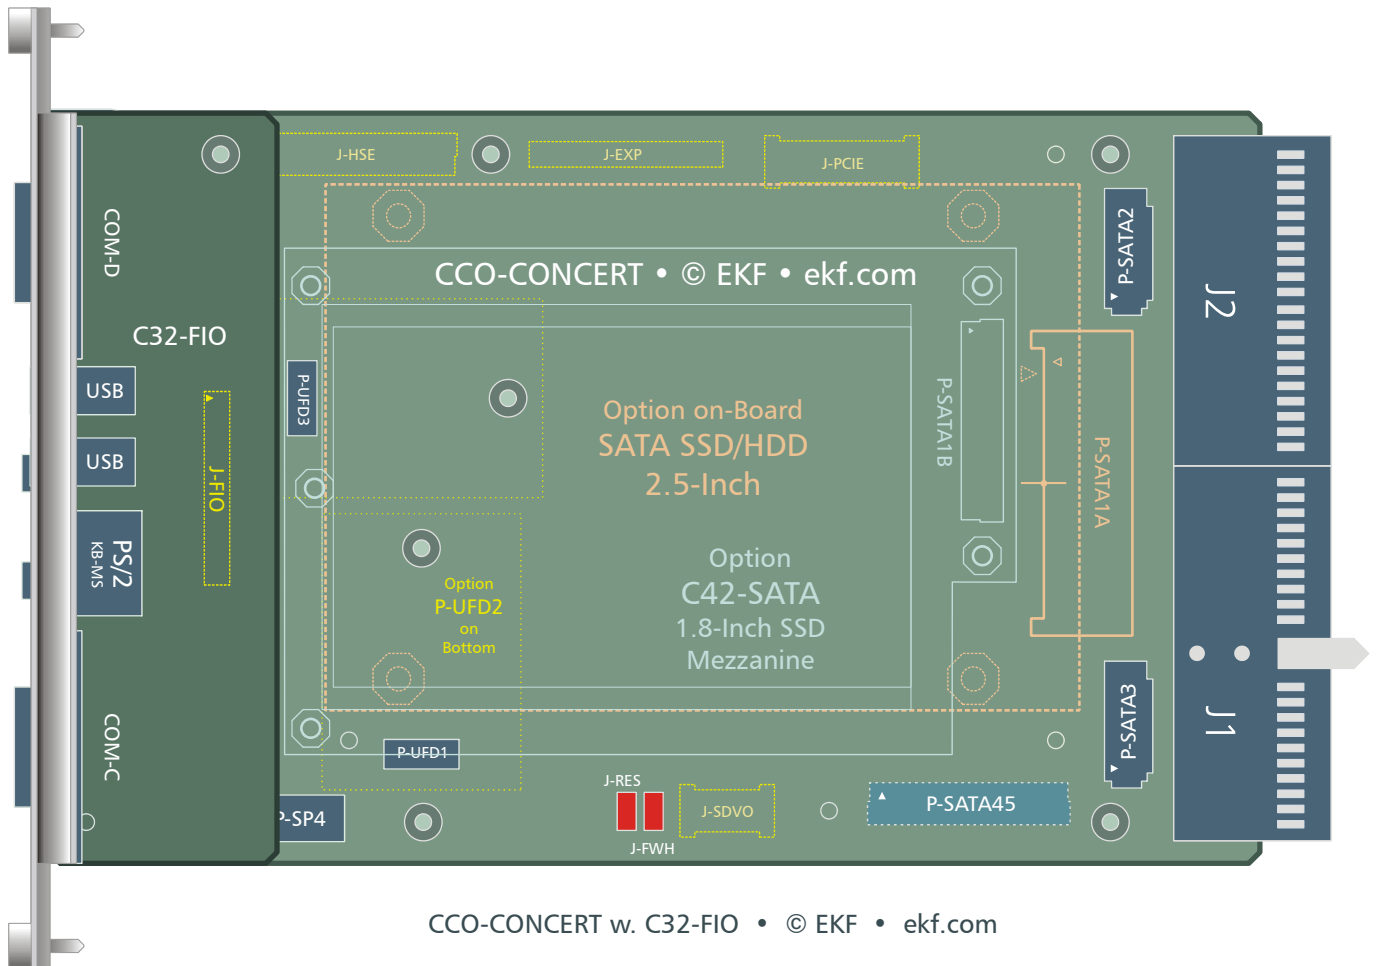 J-HSE
J-EXP
J-PCIE
COM-D
P-SATA2
CCO-CONCERT • © EKF • ekf.com
J2
C32-FIO
USB
P-UFD3
Option on-Board
SATA SSD/HDD
2.5-Inch
P-SATA1B
P-SATA1A
USB
J-FIO
PS/2
KB-MS
Option
P-UFD2
on
Bottom
Option
C42-SATA
1.8-Inch SSD
Mezzanine
COM-C
P-UFD1
P-SATA3
J1
J-RES
P-SP4
J-SDVO
P-SATA45
J-FWH
CCO-CONCERT w. C32-FIO • © EKF • ekf.com